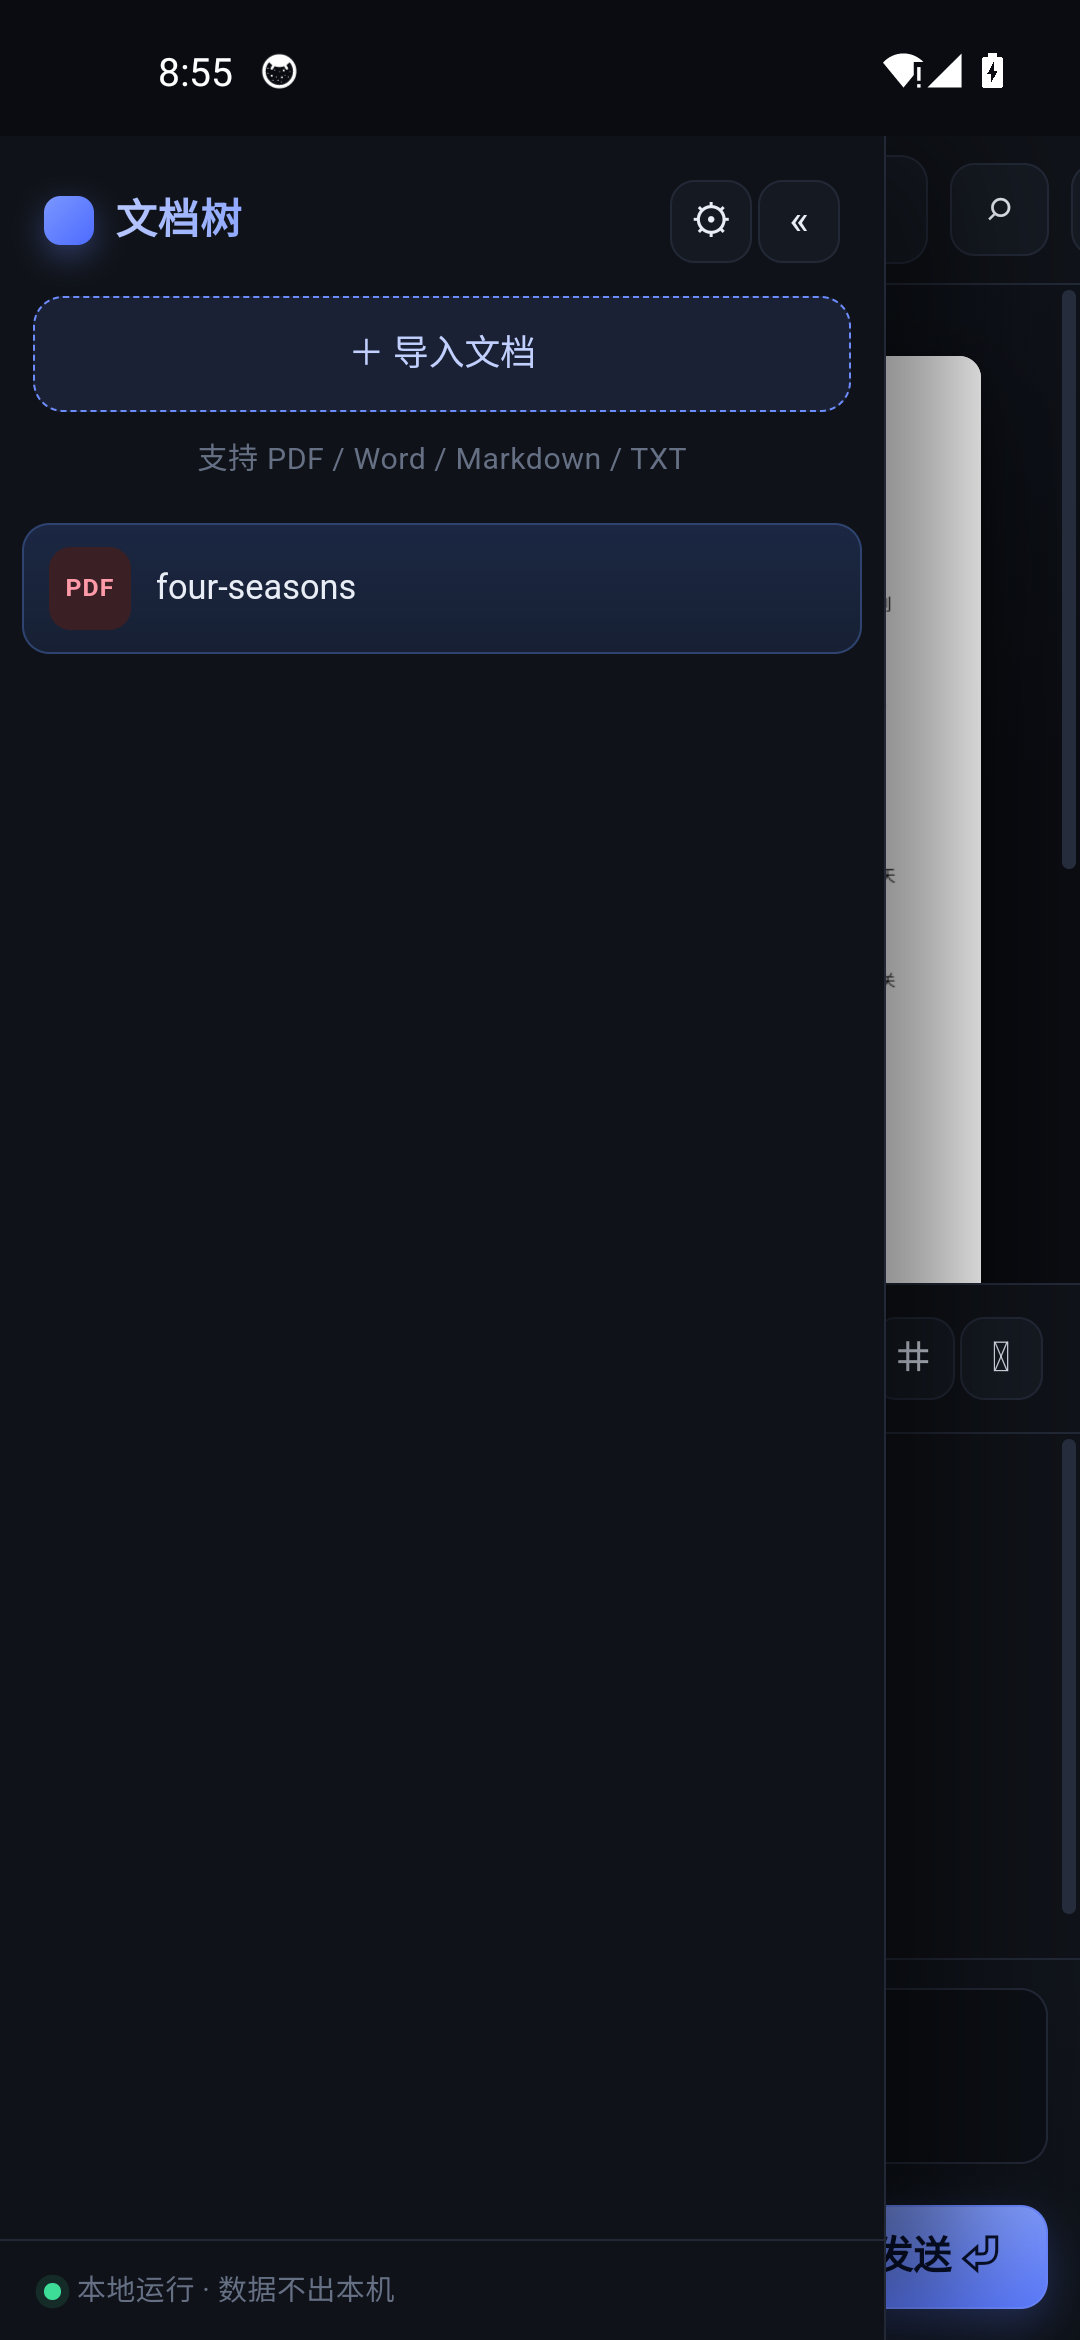 8:55
文档树
«
+ 导入文档
支持 PDF / Word / Markdown / TXT
PDF
four-seasons
发送
本地运行 · 数据不出本机